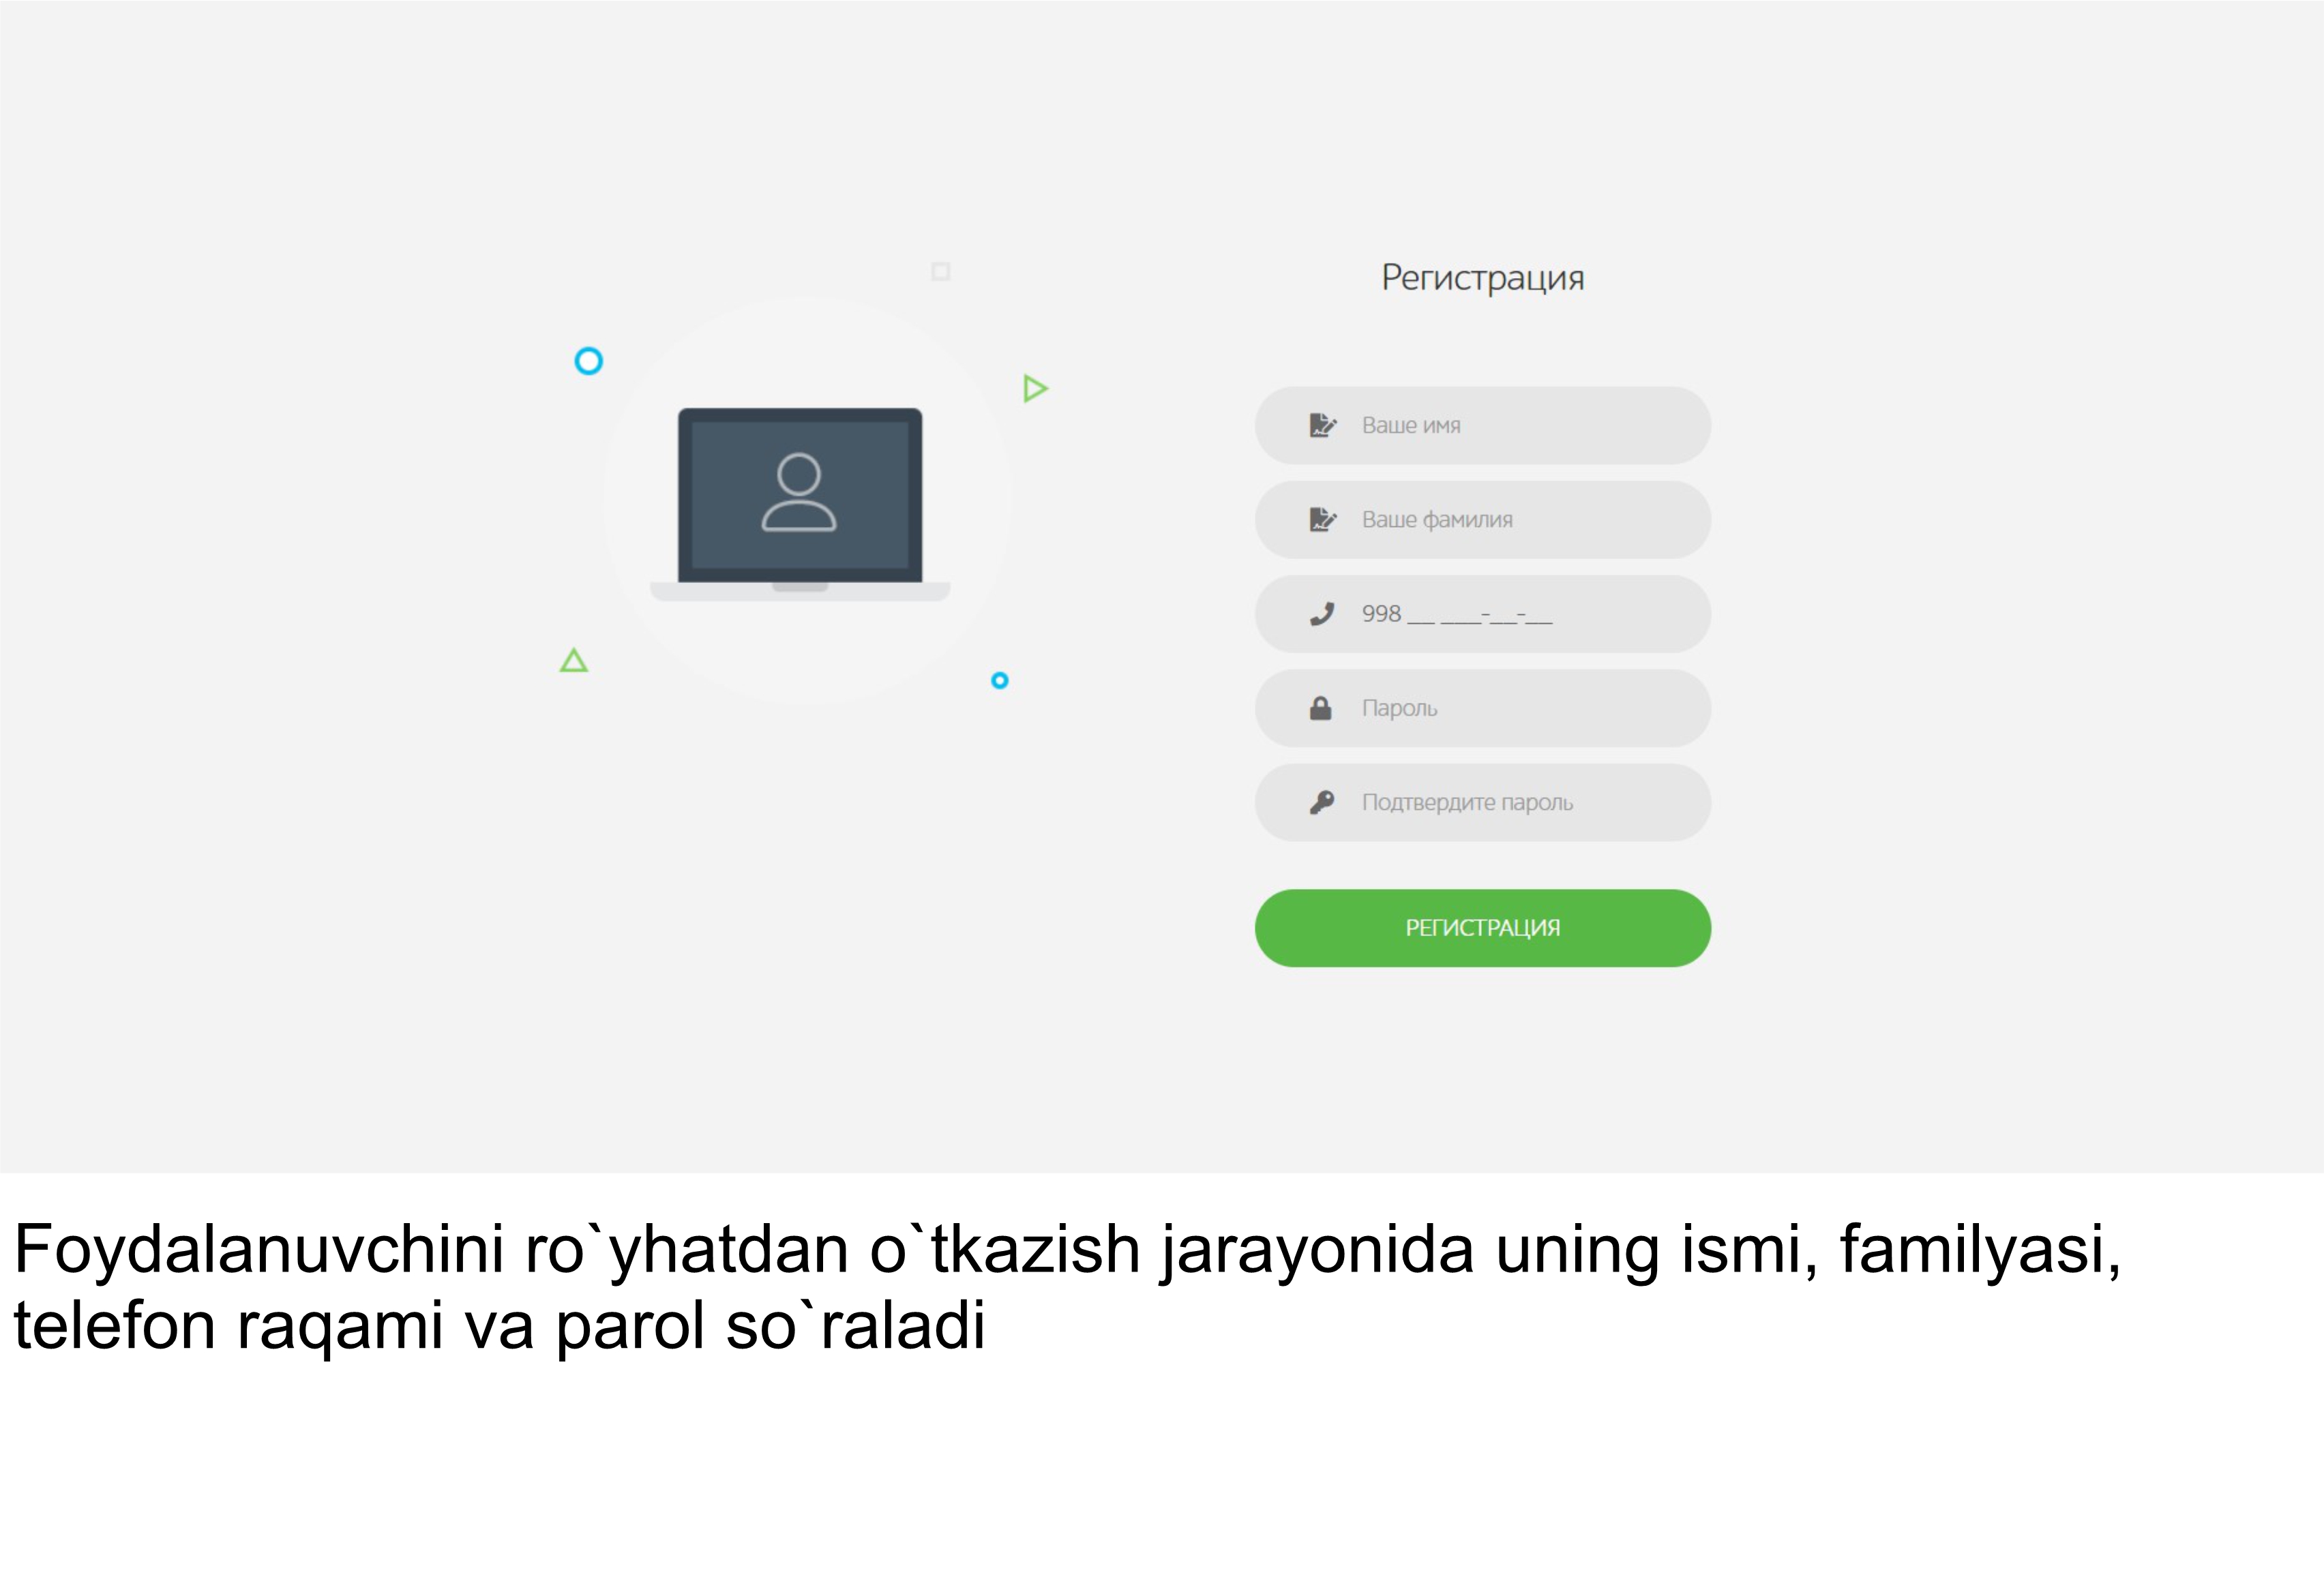 Регистрация
Ваше имя
Ваше фамилия
998 __ ___-__-__
Пароль
Подтвердите пароль
РЕГИСТРАЦИЯ
Foydalanuvchini ro`yhatdan o`tkazish jarayonida uning ismi, familyasi,
telefon raqami va parol so`raladi